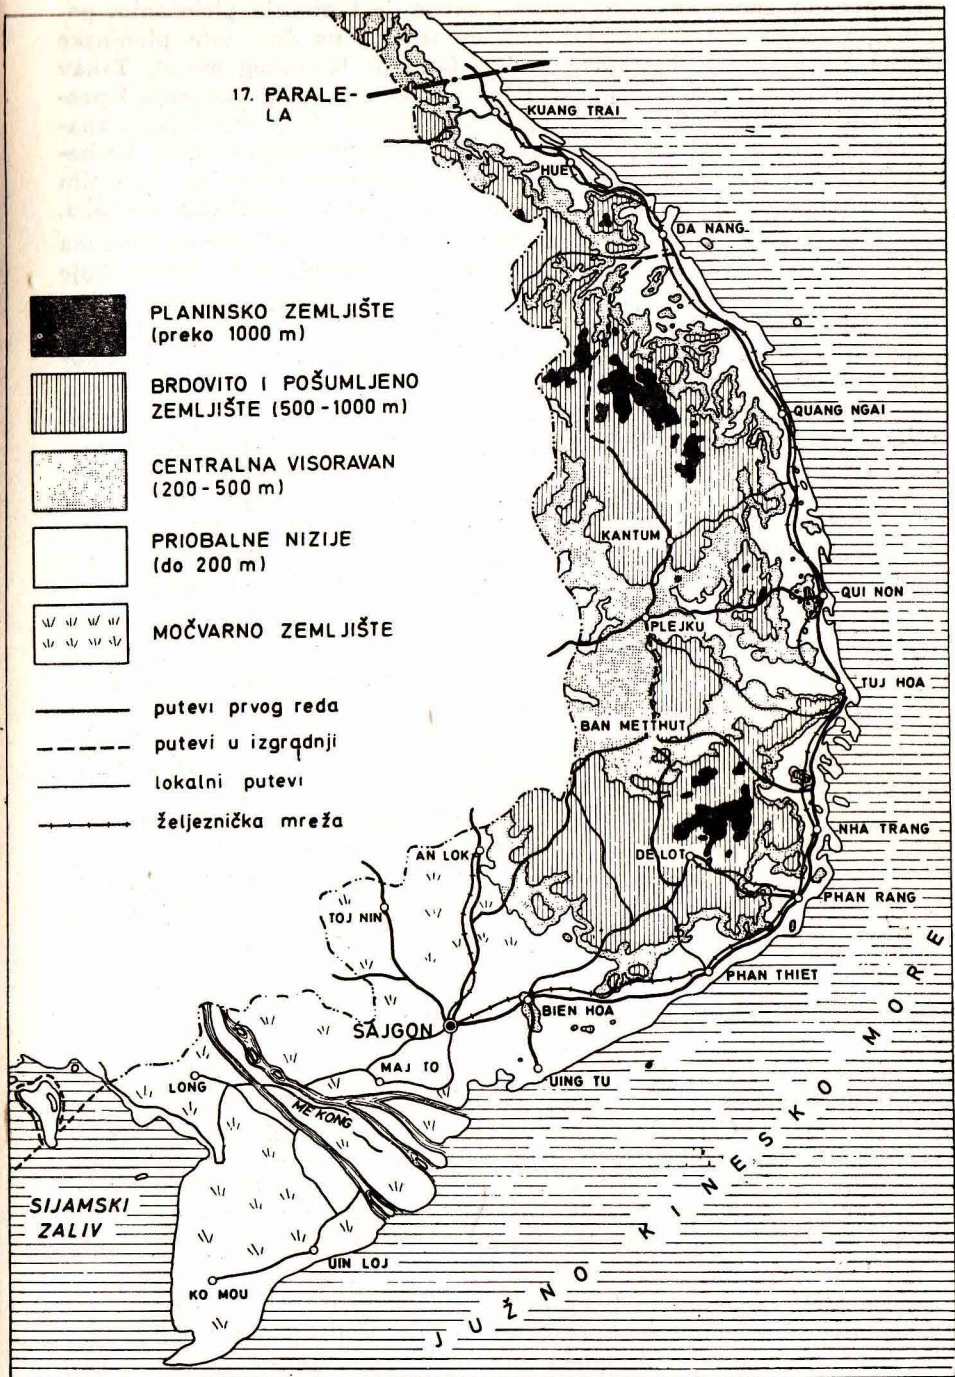 17. PARALE-
LA
KUANG TRAI
HUE
DA NANG
PLANINSKO ZEMLJIŠTE
(preko 1000 m)
BRDOVITO I POŠUMLJENO
ZEMLJIŠTE (500-1000 m)
CENTRALNA VISORAVAN
(200-500 m)
PRIOBALNE NIZIJE
(do 200 m)
MOČVARNO ZEMLJIŠTE
putevi prvog reda
putevi u izgradnji
lokalni putevi
željeznička mreža
QUANG NGAI
KANTUM
QUI NON
PLEJKU
TUJ HOA
BAN METTHUT
NHA TRANG
AN LOK
DE LOT
PHAN RANG
TOJ NIN
PHAN THIET
BIEN HOA
SAJGON
MAJ TO
UING TU
LONG
ME KONG
SIJAMSKI
ZALIV
UIN LOJ
KO MOU
JUŽNO KINESKO MORE